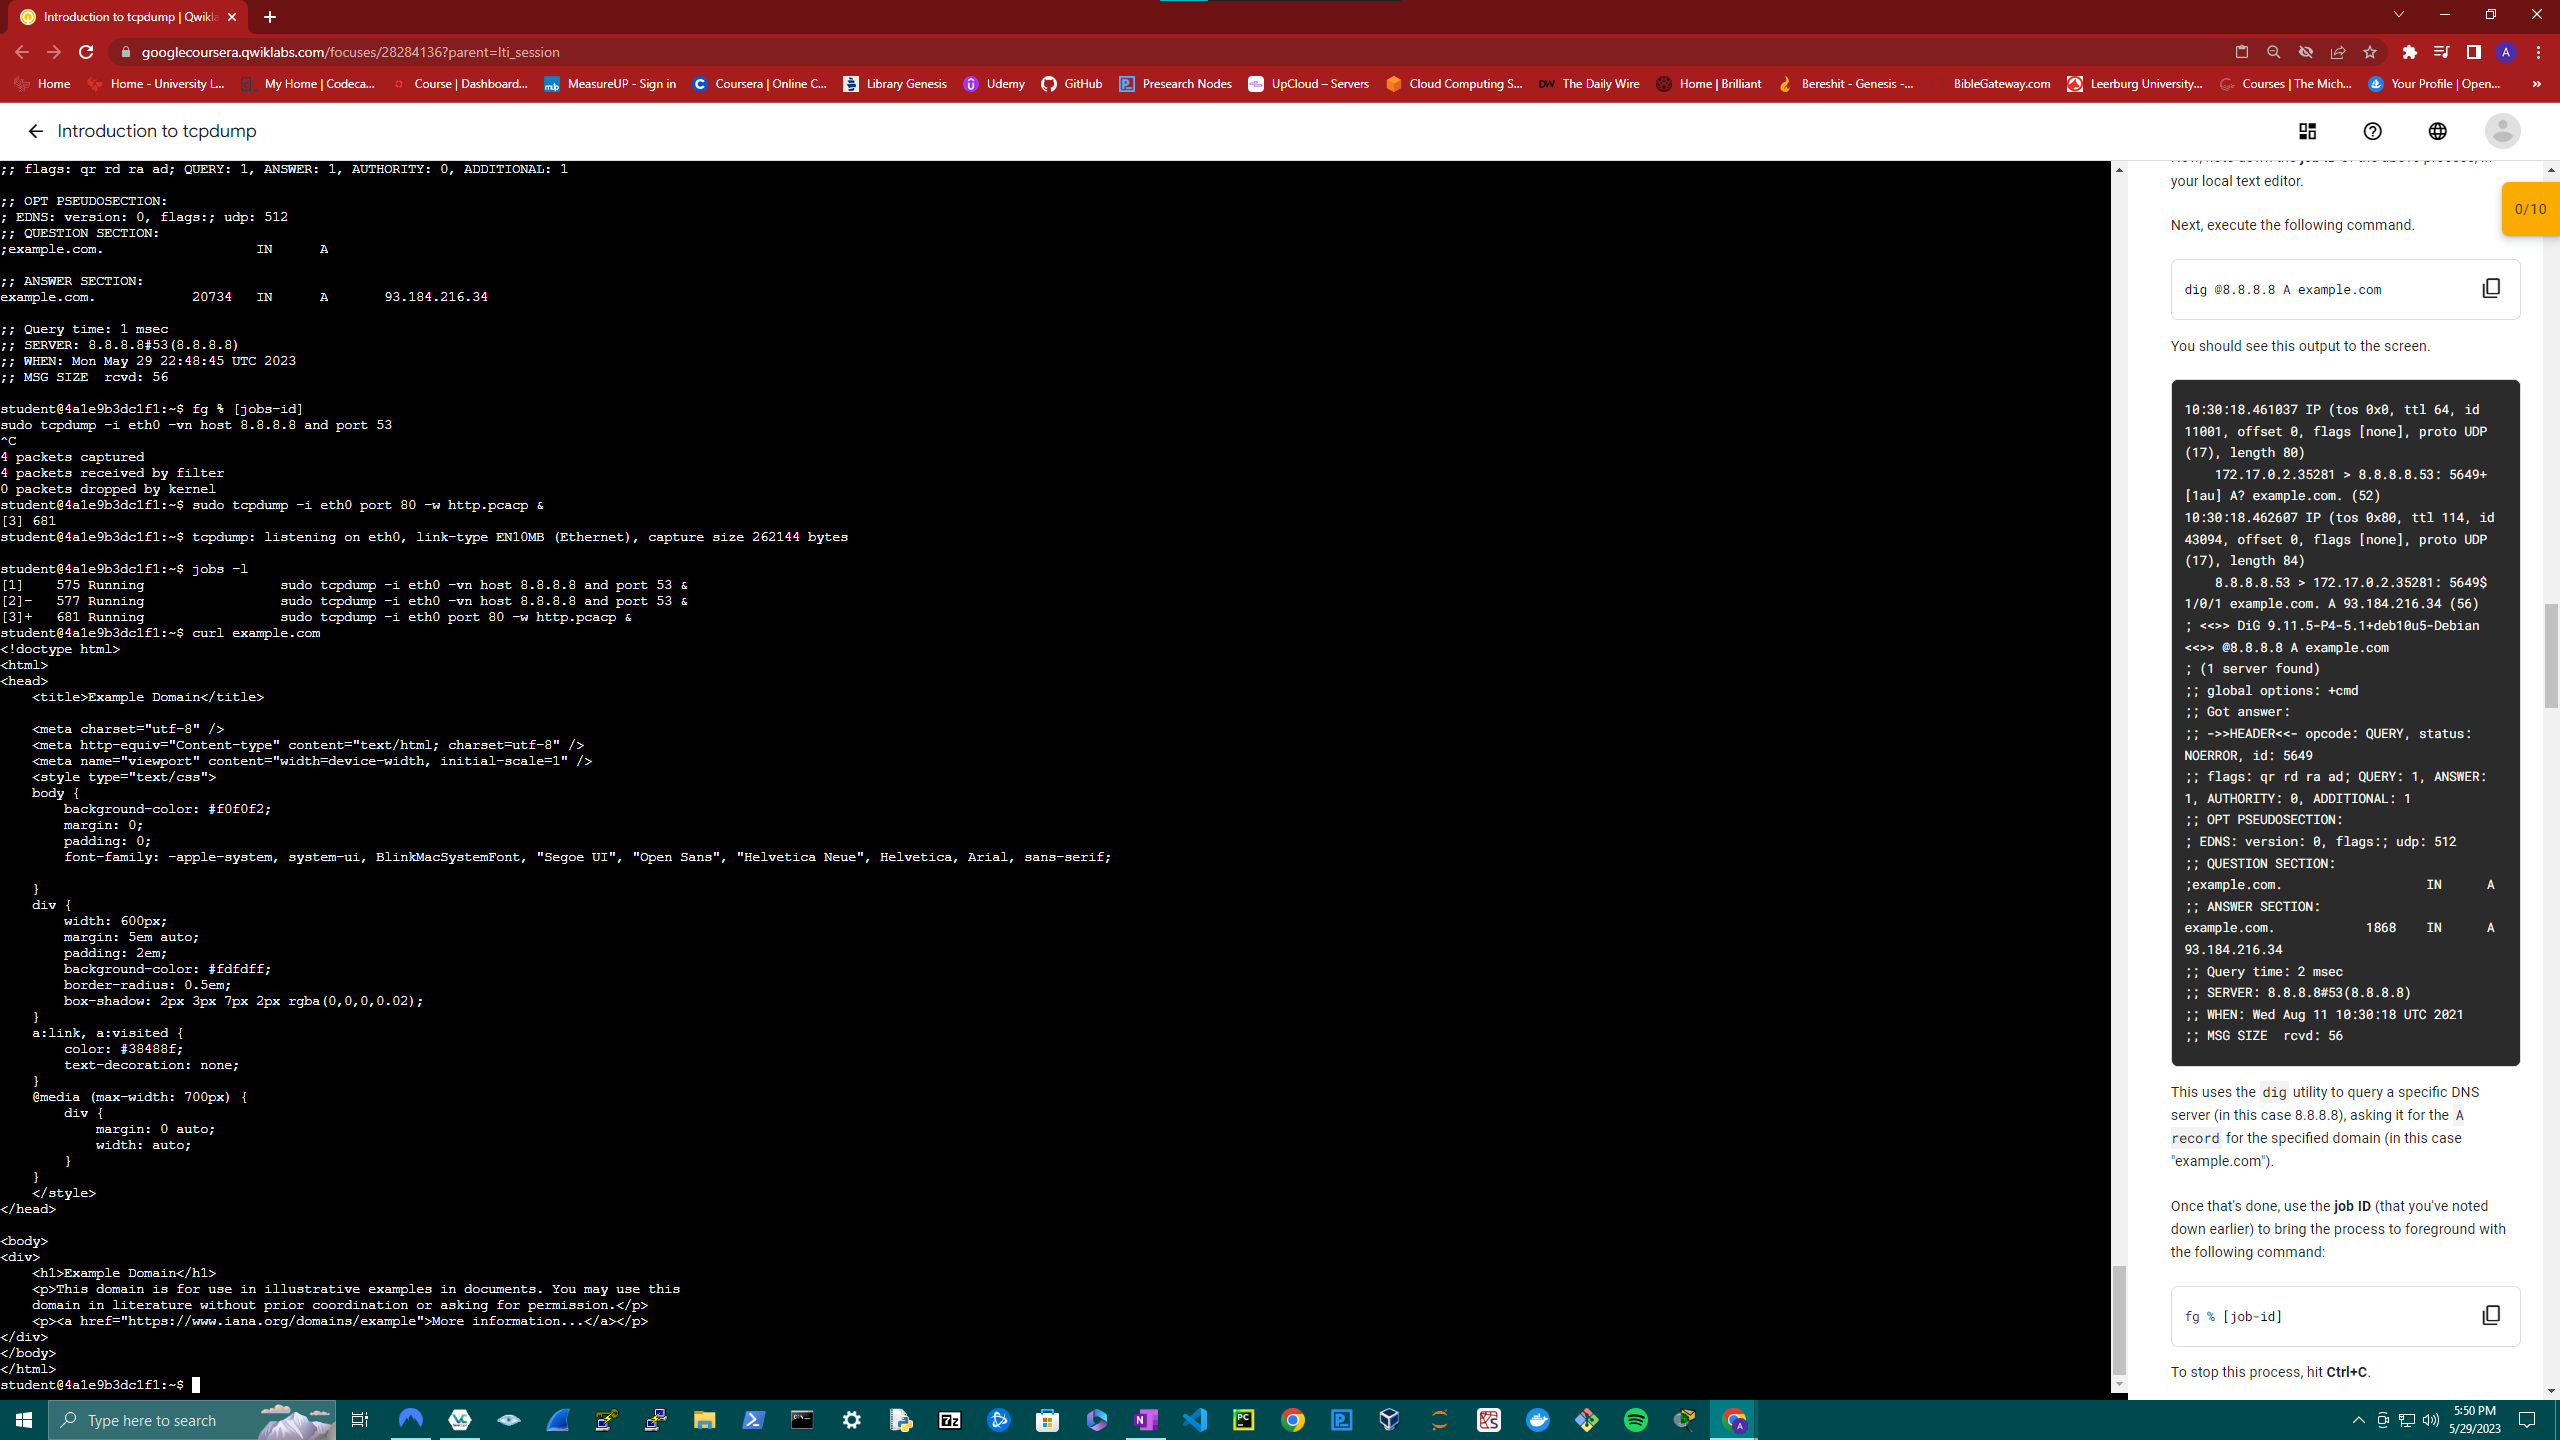 Introduction to tcpdump | Qwikla
googlecoursera.qwiklabs.com/focuses/28284136?parent=lti_session
A
Home
Home - University L...
My Home | Codeca...
Course | Dashboard...
MeasureUP - Sign in
Coursera | Online C...
Library Genesis
Udemy
GitHub
Presearch Nodes
UpCloud – Servers
Cloud Computing S...
The Daily Wire
Home | Brilliant
Bereshit - Genesis -...
BibleGateway.com
Leerburg University...
Courses | The Mich...
Your Profile | Open...
»
Introduction to tcpdump
;; flags: qr rd ra ad; QUERY: 1, ANSWER: 1, AUTHORITY: 0, ADDITIONAL: 1
;; OPT PSEUDOSECTION:
; EDNS: version: 0, flags:; udp: 512
;; QUESTION SECTION:
;example.com. IN A
;; ANSWER SECTION:
example.com. 20734 IN A 93.184.216.34
;; Query time: 1 msec
;; SERVER: 8.8.8.8#53(8.8.8.8)
;; WHEN: Mon May 29 22:48:45 UTC 2023
;; MSG SIZE rcvd: 56
student@4a1e9b3dc1f1:~$ fg % [jobs-id]
sudo tcpdump -i eth0 -vn host 8.8.8.8 and port 53
^C
4 packets captured
4 packets received by filter
0 packets dropped by kernel
student@4a1e9b3dc1f1:~$ sudo tcpdump -i eth0 port 80 -w http.pcacp &
[3] 681
student@4a1e9b3dc1f1:~$ tcpdump: listening on eth0, link-type EN10MB (Ethernet), capture size 262144 bytes
student@4a1e9b3dc1f1:~$ jobs -l
[1] 575 Running sudo tcpdump -i eth0 -vn host 8.8.8.8 and port 53 &
[2]- 577 Running sudo tcpdump -i eth0 -vn host 8.8.8.8 and port 53 &
[3]+ 681 Running sudo tcpdump -i eth0 port 80 -w http.pcacp &
student@4a1e9b3dc1f1:~$ curl example.com
<!doctype html>
<html>
<head>
<title>Example Domain</title>
<meta charset="utf-8" />
<meta http-equiv="Content-type" content="text/html; charset=utf-8" />
<meta name="viewport" content="width=device-width, initial-scale=1" />
<style type="text/css">
body {
background-color: #f0f0f2;
margin: 0;
padding: 0;
font-family: -apple-system, system-ui, BlinkMacSystemFont, "Segoe UI", "Open Sans", "Helvetica Neue", Helvetica, Arial, sans-serif;
}
div {
width: 600px;
margin: 5em auto;
padding: 2em;
background-color: #fdfdff;
border-radius: 0.5em;
box-shadow: 2px 3px 7px 2px rgba(0,0,0,0.02);
}
a:link, a:visited {
color: #38488f;
text-decoration: none;
}
@media (max-width: 700px) {
div {
margin: 0 auto;
width: auto;
}
}
</style>
</head>
<body>
<div>
<h1>Example Domain</h1>
<p>This domain is for use in illustrative examples in documents. You may use this
domain in literature without prior coordination or asking for permission.</p>
<p><a href="https://www.iana.org/domains/example">More information...</a></p>
</div>
</body>
</html>
student@4a1e9b3dc1f1:~$
your local text editor.
0/10
Next, execute the following command.
dig @8.8.8.8 A example.com
You should see this output to the screen.
10:30:18.461037 IP (tos 0x0, ttl 64, id
11001, offset 0, flags [none], proto UDP
(17), length 80)
172.17.0.2.35281 > 8.8.8.8.53: 5649+
[1au] A? example.com. (52)
10:30:18.462607 IP (tos 0x80, ttl 114, id
43094, offset 0, flags [none], proto UDP
(17), length 84)
8.8.8.8.53 > 172.17.0.2.35281: 5649$
1/0/1 example.com. A 93.184.216.34 (56)
; <<>> DiG 9.11.5-P4-5.1+deb10u5-Debian
<<>> @8.8.8.8 A example.com
; (1 server found)
;; global options: +cmd
;; Got answer:
;; ->>HEADER<<- opcode: QUERY, status:
NOERROR, id: 5649
;; flags: qr rd ra ad; QUERY: 1, ANSWER:
1, AUTHORITY: 0, ADDITIONAL: 1
;; OPT PSEUDOSECTION:
; EDNS: version: 0, flags:; udp: 512
;; QUESTION SECTION:
;example.com. IN A
;; ANSWER SECTION:
example.com. 1868 IN A
93.184.216.34
;; Query time: 2 msec
;; SERVER: 8.8.8.8#53(8.8.8.8)
;; WHEN: Wed Aug 11 10:30:18 UTC 2021
;; MSG SIZE rcvd: 56
This uses the dig utility to query a specific DNS
server (in this case 8.8.8.8), asking it for the A
record for the specified domain (in this case
"example.com").
Once that's done, use the job ID (that you've noted
down earlier) to bring the process to foreground with
the following command:
fg % [job-id]
To stop this process, hit Ctrl+C.
Type here to search
5:50 PM
5/29/2023